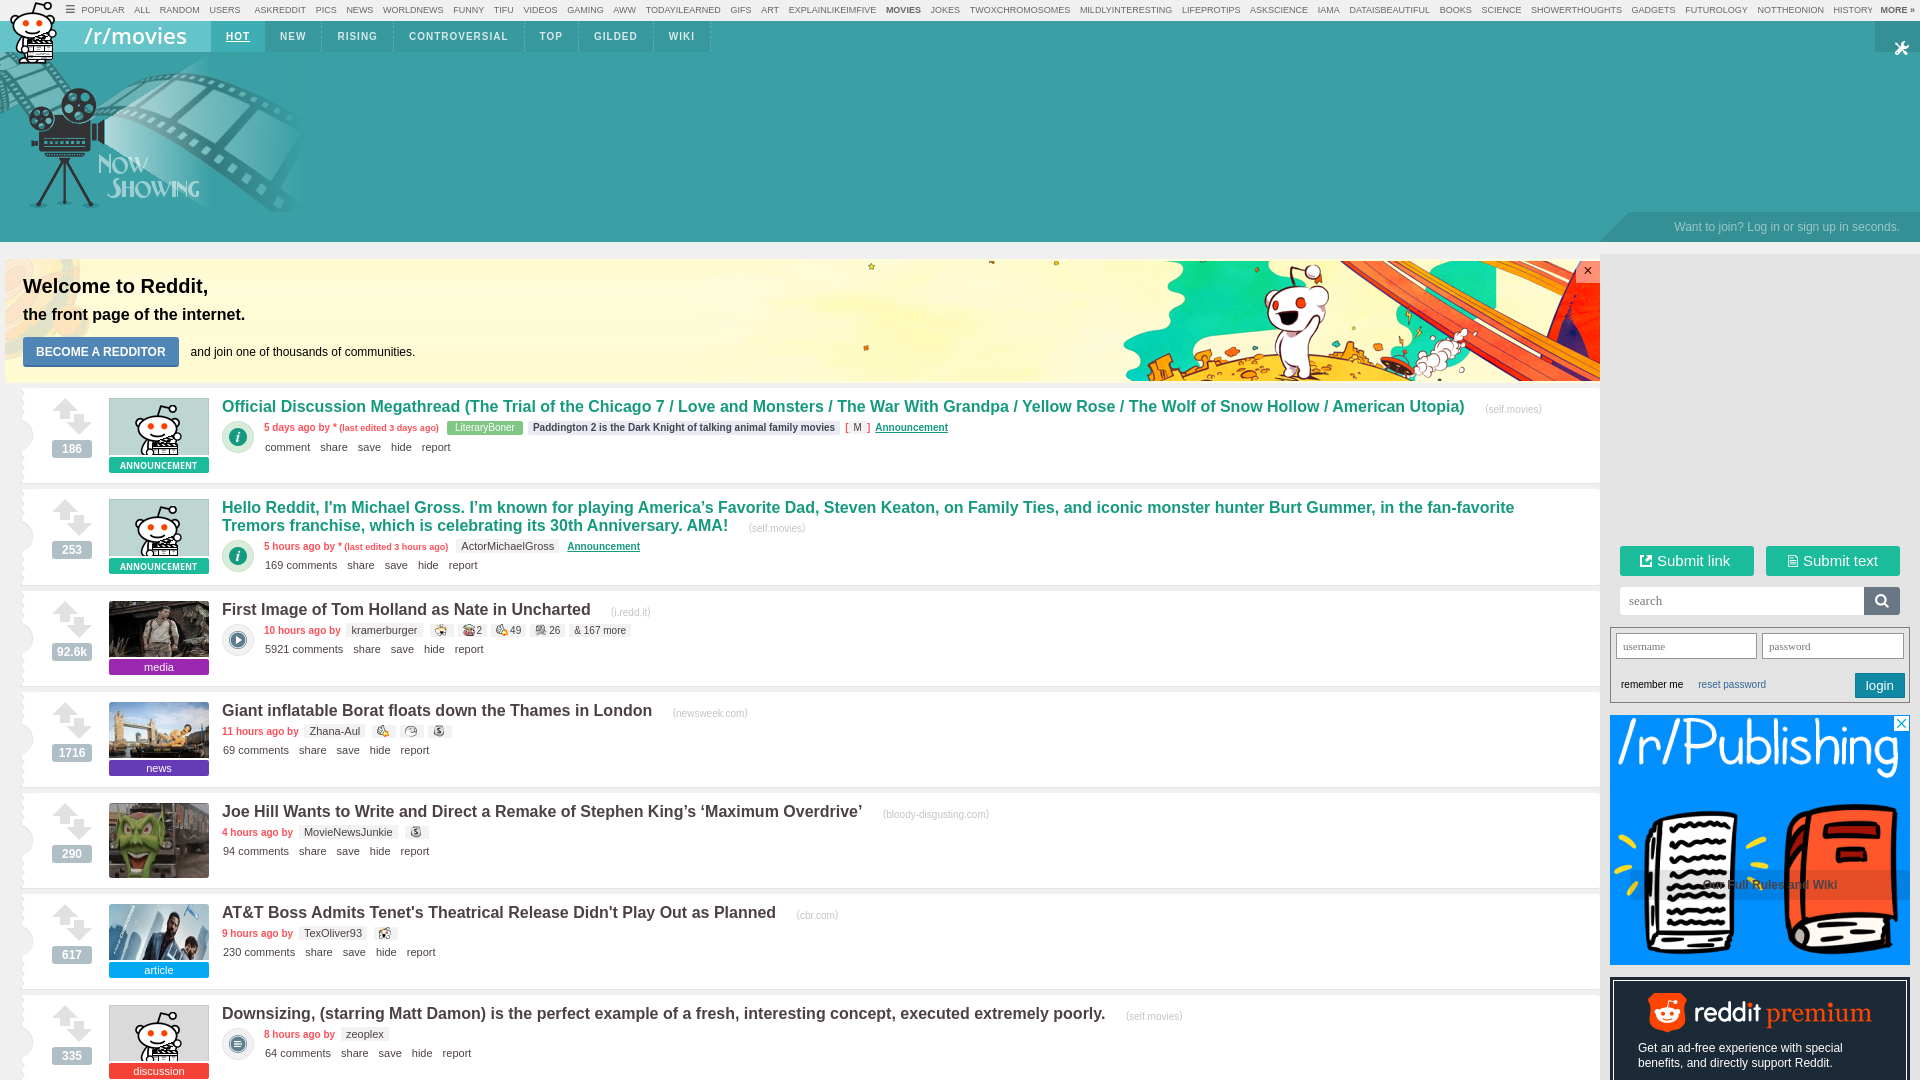 POPULAR ALL RANDOM USERS ASKREDDIT PICS NEWS WORLDNEWS FUNNY TIFU VIDEOS GAMING AWW TODAYILEARNED GIFS ART EXPLAINLIKEIMFIVE MOVIES JOKES TWOXCHROMOSOMES MILDLYINTERESTING LIFEPROTIPS ASKSCIENCE IAMA DATAISBEAUTIFUL BOOKS SCIENCE SHOWERTHOUGHTS GADGETS FUTUROLOGY NOTTHEONION HISTORY MORE »
/r/movies HOT NEW RISING CONTROVERSIAL TOP GILDED WIKI
Now
Showing
Want to join? Log in or sign up in seconds.
Welcome to Reddit,
the front page of the internet.
BECOME A REDDITOR and join one of thousands of communities.
×
186
ANNOUNCEMENT
Official Discussion Megathread (The Trial of the Chicago 7 / Love and Monsters / The War With Grandpa / Yellow Rose / The Wolf of Snow Hollow / American Utopia) (self.movies)
5 days ago by * (last edited 3 days ago) LiteraryBoner Paddington 2 is the Dark Knight of talking animal family movies [ M ] Announcement
comment share save hide report
253
ANNOUNCEMENT
Hello Reddit, I'm Michael Gross. I’m known for playing America’s Favorite Dad, Steven Keaton, on Family Ties, and iconic monster hunter Burt Gummer, in the fan-favorite
Tremors franchise, which is celebrating its 30th Anniversary. AMA! (self.movies)
5 hours ago by * (last edited 3 hours ago) ActorMichaelGross Announcement
169 comments share save hide report
92.6k
media
First Image of Tom Holland as Nate in Uncharted (i.redd.it)
10 hours ago by kramerburger 2 49 26 & 167 more
5921 comments share save hide report
1716
news
Giant inflatable Borat floats down the Thames in London (newsweek.com)
11 hours ago by Zhana-Aul
69 comments share save hide report
290
Joe Hill Wants to Write and Direct a Remake of Stephen King’s ‘Maximum Overdrive’ (bloody-disgusting.com)
4 hours ago by MovieNewsJunkie
94 comments share save hide report
617
article
AT&T Boss Admits Tenet's Theatrical Release Didn't Play Out as Planned (cbr.com)
9 hours ago by TexOliver93
230 comments share save hide report
335
discussion
Downsizing, (starring Matt Damon) is the perfect example of a fresh, interesting concept, executed extremely poorly. (self.movies)
8 hours ago by zeoplex
64 comments share save hide report
Submit link Submit text
search
username password
remember me reset password login
/r/Publishing
Our Full Rules and Wiki
reddit premium
Get an ad-free experience with special
benefits, and directly support Reddit.